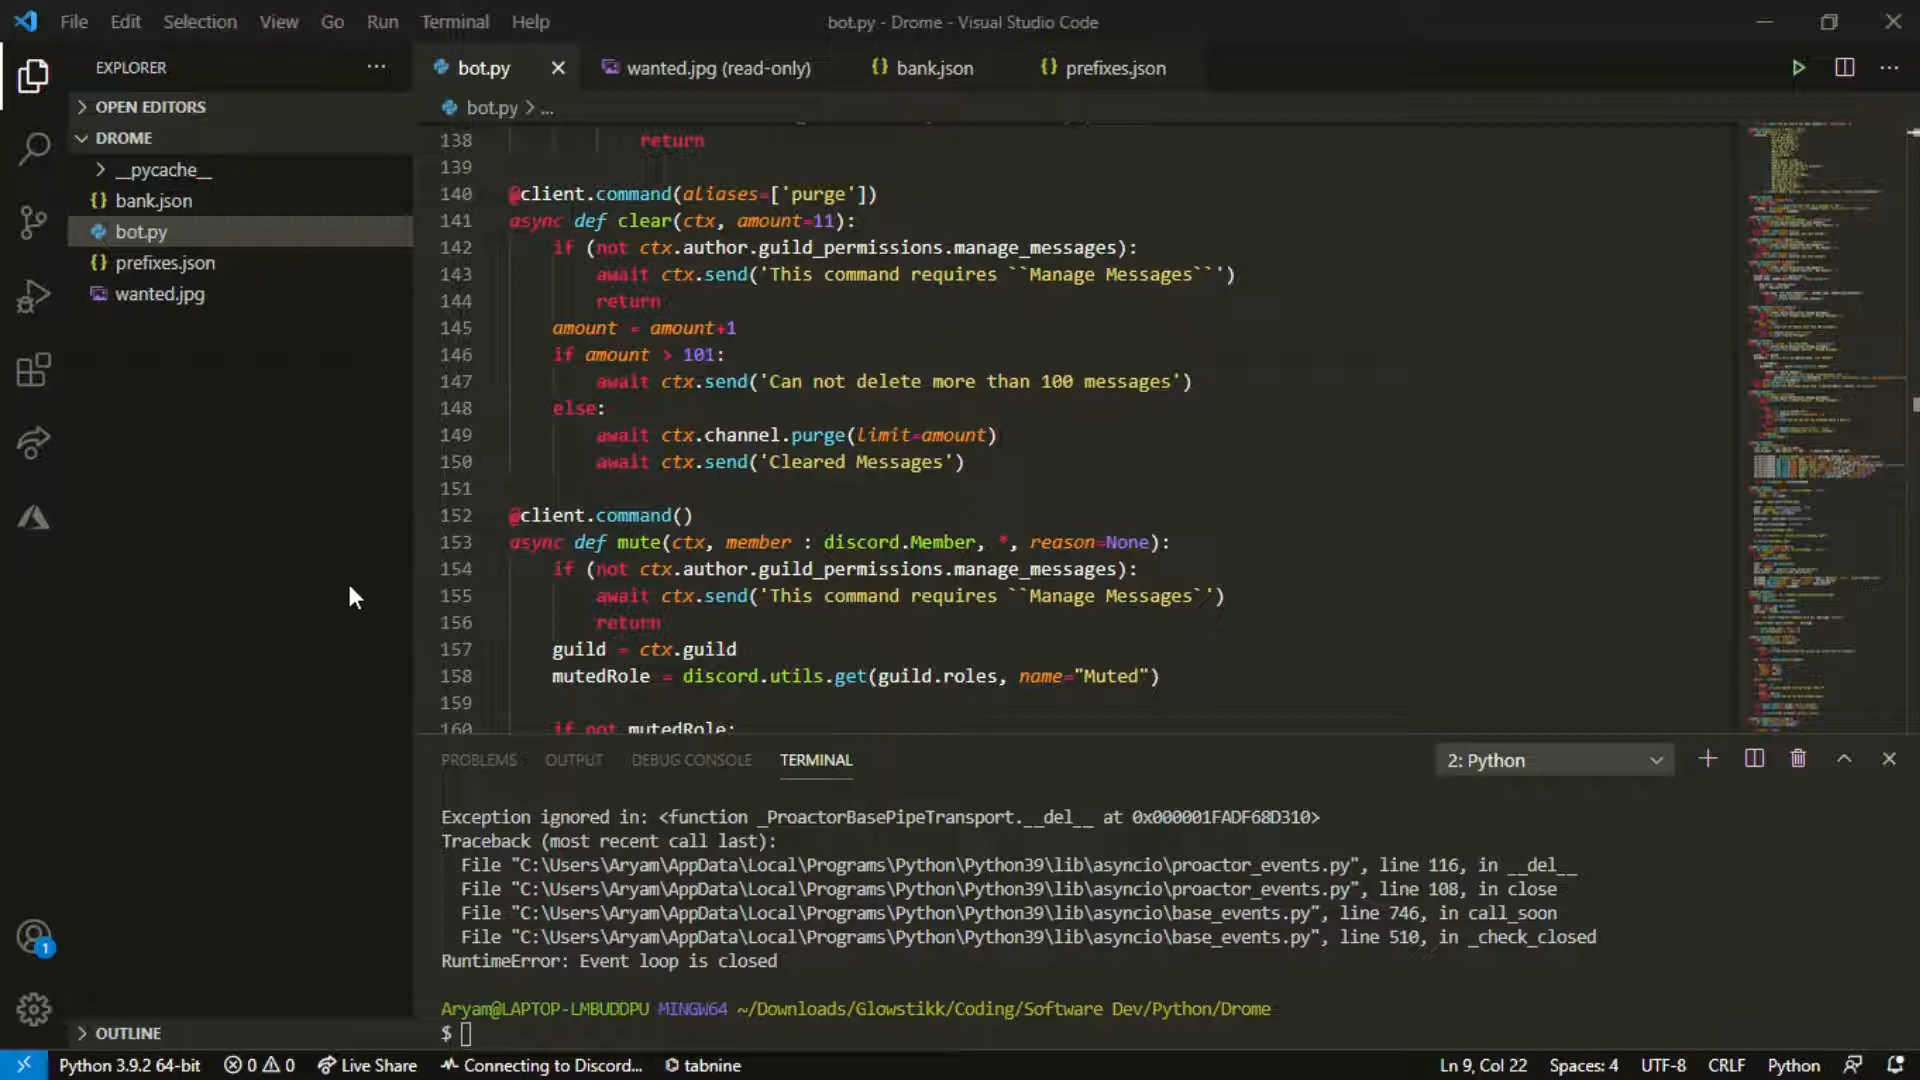 File Edit Selection View Go Run Terminal Help bot.py - Drome - Visual Studio Code
EXPLORER
bot.py wanted.jpg (read-only) {} bank.json {} prefixes.json
OPEN EDITORS
bot.py > ...
DROME
__pycache__
{} bank.json
bot.py
{} prefixes.json
wanted.jpg
138 return
139
140 @client.command(aliases=['purge'])
141 async def clear(ctx, amount=11):
142 if (not ctx.author.guild_permissions.manage_messages):
143 await ctx.send('This command requires ``Manage Messages``')
144 return
145 amount = amount+1
146 if amount > 101:
147 await ctx.send('Can not delete more than 100 messages')
148 else:
149 await ctx.channel.purge(limit=amount)
150 await ctx.send('Cleared Messages')
151
152 @client.command()
153 async def mute(ctx, member : discord.Member, *, reason=None):
154 if (not ctx.author.guild_permissions.manage_messages):
155 await ctx.send('This command requires ``Manage Messages`')
156 return
157 guild = ctx.guild
158 mutedRole = discord.utils.get(guild.roles, name="Muted")
159
160 if not mutedRole:
PROBLEMS OUTPUT DEBUG CONSOLE TERMINAL 2: Python
Exception ignored in: <function _ProactorBasePipeTransport.__del__ at 0x000001FADF68D310>
Traceback (most recent call last):
File "C:\Users\Aryam\AppData\Local\Programs\Python\Python39\lib\asyncio\proactor_events.py", line 116, in __del__
File "C:\Users\Aryam\AppData\Local\Programs\Python\Python39\lib\asyncio\proactor_events.py", line 108, in close
File "C:\Users\Aryam\AppData\Local\Programs\Python\Python39\lib\asyncio\base_events.py", line 746, in call_soon
File "C:\Users\Aryam\AppData\Local\Programs\Python\Python39\lib\asyncio\base_events.py", line 510, in _check_closed
RuntimeError: Event loop is closed
Aryam@LAPTOP-LMBUDDPU MINGW64 ~/Downloads/Glowstikk/Coding/Software Dev/Python/Drome
$
1
OUTLINE
Python 3.9.2 64-bit 0 0 Live Share Connecting to Discord... tabnine Ln 9, Col 22 Spaces: 4 UTF-8 CRLF Python